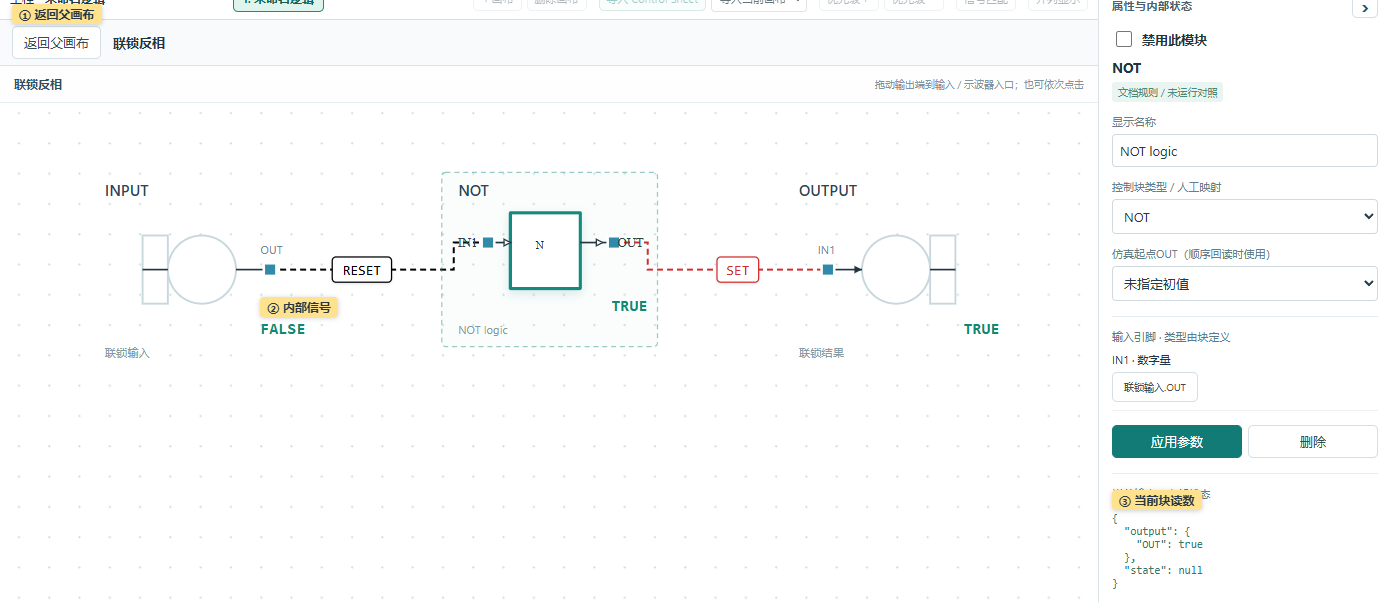 ① 返回父画布
返回父画布
联锁反相
联锁反相
拖动输出端到输入 / 示波器入口；也可依次点击
INPUT
NOT
OUTPUT
OUT
IN1
N
OUT
IN1
RESET
SET
② 内部信号
FALSE
TRUE
TRUE
NOT logic
联锁输入
联锁结果
属性与内部状态
禁用此模块
NOT
文档规则 / 未运行对照
显示名称
NOT logic
控制块类型 / 人工映射
NOT
仿真起点OUT（顺序回读时使用）
未指定初值
输入引脚 · 类型由块定义
IN1 · 数字量
联锁输入.OUT
应用参数
删除
③ 当前块读数
{
"output": {
"OUT": true
},
"state": null
}